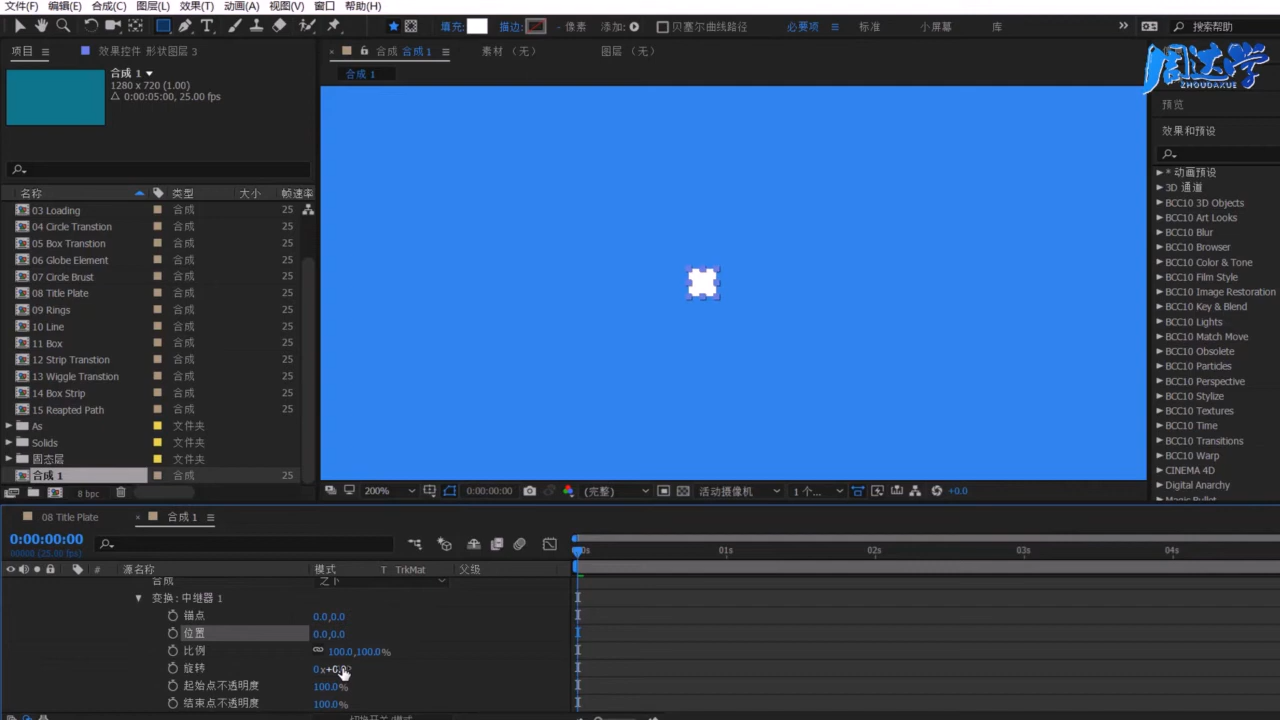 文件(F) 编辑(E) 合成(C) 图层(L) 效果(T) 动画(A) 视图(V) 窗口 帮助(H)
填充: 描边: - 像素 添加: 贝塞尔曲线路径 必要项 标准 小屏幕 库 搜索帮助
项目 效果控件 形状图层 3 合成 合成 1 素材 (无) 图层 (无)
周达学
ZHOUDAXUE
合成 1
1280 x 720 (1.00)
Δ 0:00:05:00, 25.00 fps
合成 1
预览
效果和预设
名称 类型 大小 帧速率
03 Loading 合成 25
04 Circle Transtion 合成 25
05 Box Transtion 合成 25
06 Globe Element 合成 25
07 Circle Brust 合成 25
08 Title Plate 合成 25
09 Rings 合成 25
10 Line 合成 25
11 Box 合成 25
12 Strip Transtion 合成 25
13 Wiggle Transtion 合成 25
14 Box Strip 合成 25
15 Reapted Path 合成 25
As 文件夹
Solids 文件夹
固态层 文件夹
合成 1 合成 25
8 bpc
* 动画预设
3D 通道
BCC10 3D Objects
BCC10 Art Looks
BCC10 Blur
BCC10 Browser
BCC10 Color & Tone
BCC10 Film Style
BCC10 Image Restoration
BCC10 Key & Blend
BCC10 Lights
BCC10 Match Move
BCC10 Obsolete
BCC10 Particles
BCC10 Perspective
BCC10 Stylize
BCC10 Textures
BCC10 Time
BCC10 Transitions
BCC10 Warp
CINEMA 4D
Digital Anarchy
Magic Bullet
200% 0:00:00:00 (完整) 活动摄像机 1 个... +0.0
08 Title Plate 合成 1
0:00:00:00
00000 (25.00 fps)
01s 02s 03s 04s
# 源名称 模式 T TrkMat 父级
合成 之下
变换: 中继器 1
锚点 0.0,0.0
位置 0.0,0.0
比例 100.0,100.0%
旋转 0x
起始点不透明度 100.0%
结束点不透明度 100.0%
切换开关/模式